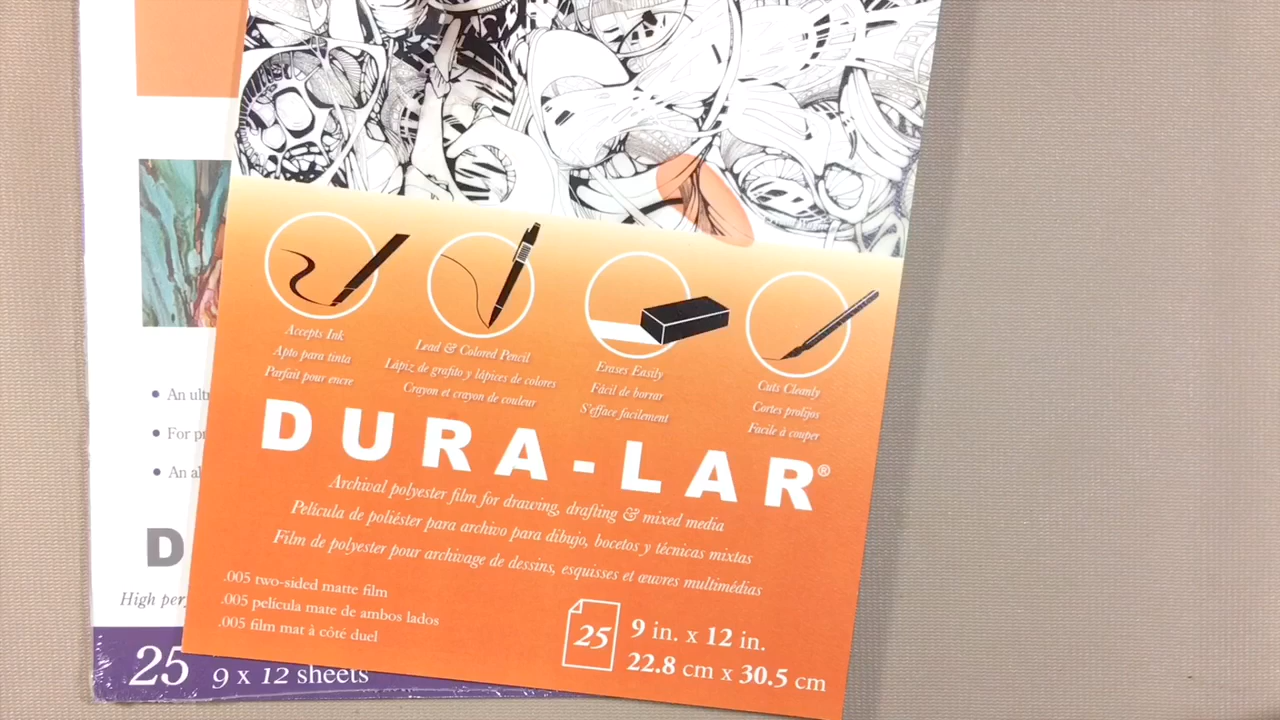 Accepts Ink
Apto para tinta
Parfait pour encre
Lead & Colored Pencil
Lápiz de grafito y lápices de colores
Crayon et crayon de couleur
Erases Easily
Fácil de borrar
S'efface facilement
Cuts Cleanly
Cortes prolijos
Facile à couper
DURA-LAR®
Archival polyester film for drawing, drafting & mixed media
Película de poliéster para archivo para dibujo, bocetos y técnicas mixtas
Film de polyester pour archivage de dessins, esquisses et œuvres multimédias
.005 two-sided matte film
.005 película mate de ambos lados
.005 film mat à côté duel
25
9 in. x 12 in.
22.8 cm x 30.5 cm
• An
• For
• An
D
High
25 9 x 12 sheets